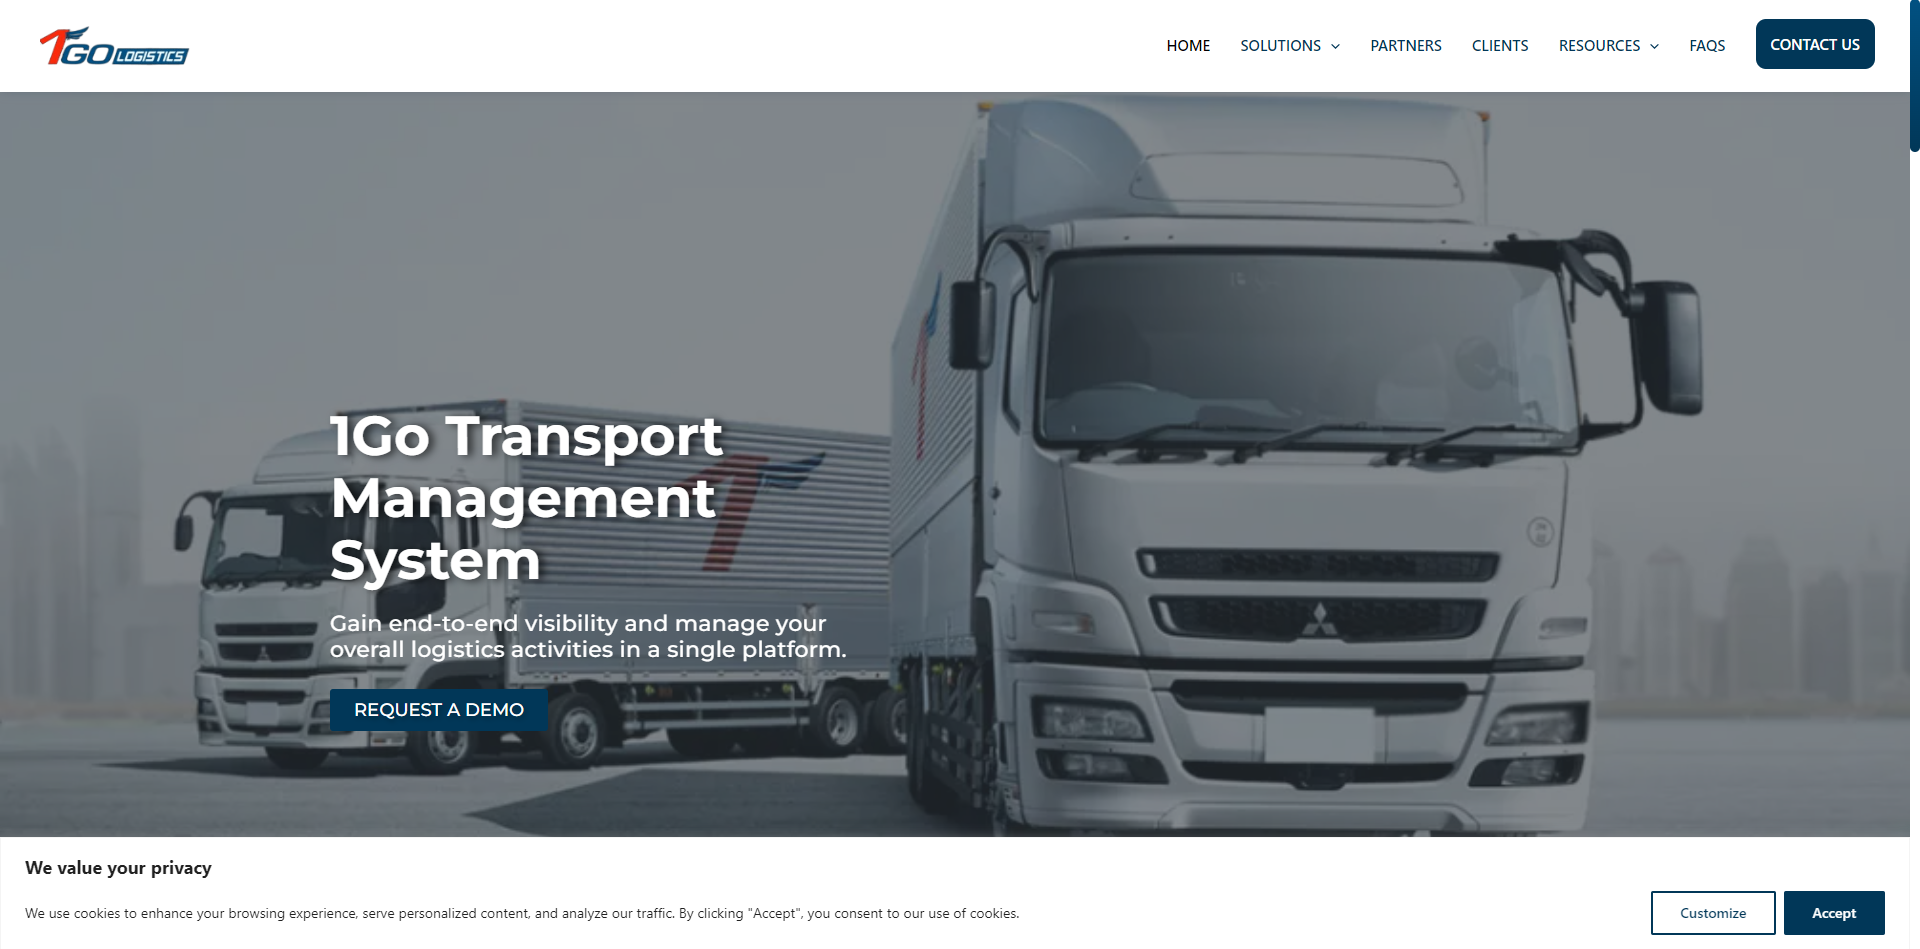 1GO LOGISTICS
HOME
SOLUTIONS
PARTNERS
CLIENTS
RESOURCES
FAQS
CONTACT US
1Go Transport
Management
System
Gain end-to-end visibility and manage your
overall logistics activities in a single platform.
REQUEST A DEMO
We value your privacy
We use cookies to enhance your browsing experience, serve personalized content, and analyze our traffic. By clicking "Accept", you consent to our use of cookies.
Customize
Accept